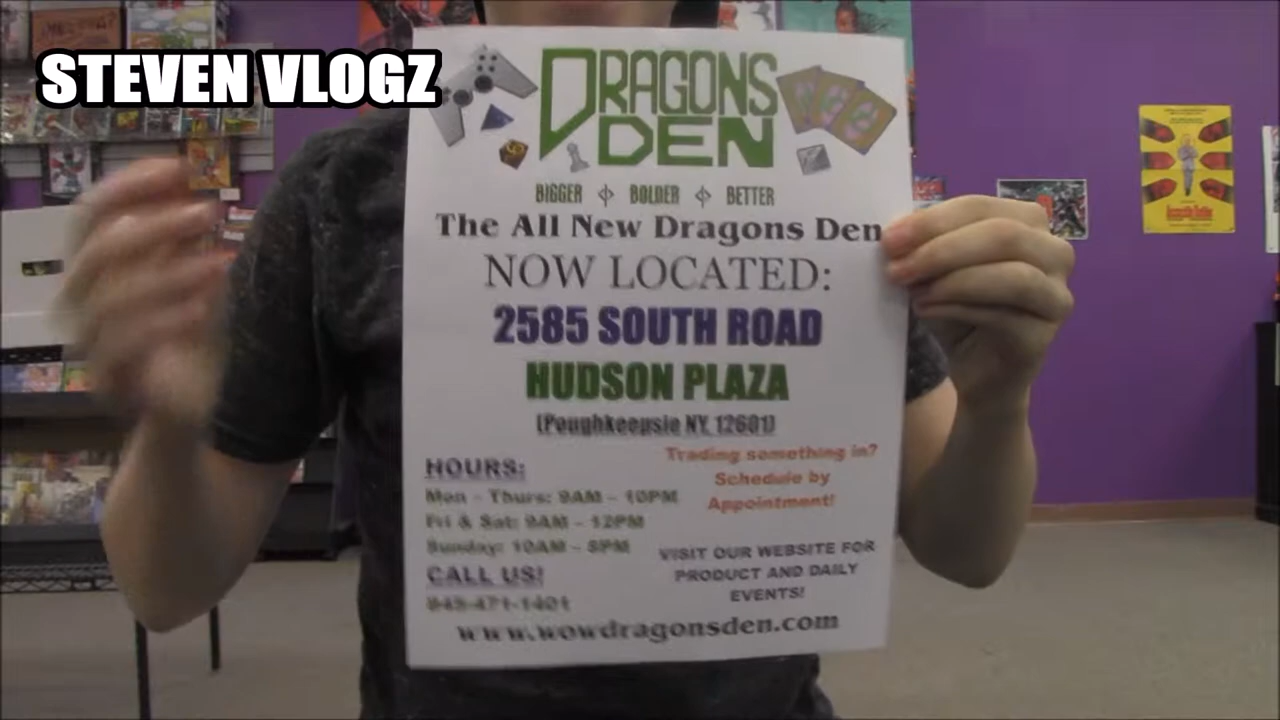 STEVEN VLOGZ
DRAGONS
DEN
BIGGER BOLDER BETTER
The All New Dragons Den
NOW LOCATED:
2585 SOUTH ROAD
HUDSON PLAZA
(Poughkeepsie NY, 12601)
HOURS:
Mon - Thurs: 9AM - 10PM
Fri & Sat: 9AM - 12PM
Sunday: 10AM - 8PM
CALL US!
845-471-1401
Trading something in?
Schedule by
Appointment!
VISIT OUR WEBSITE FOR
PRODUCT AND DAILY
EVENTS!
www.wowdragonsden.com